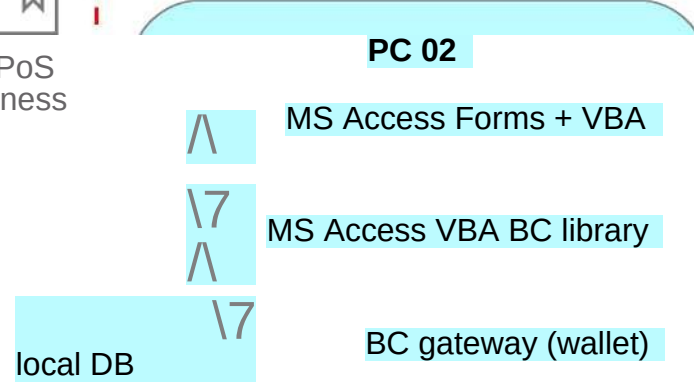 PC 02
PoS
ness
MS Access Forms + VBA
/\
\7
MS Access VBA BC library
/\
\7
BC gateway (wallet)
local DB